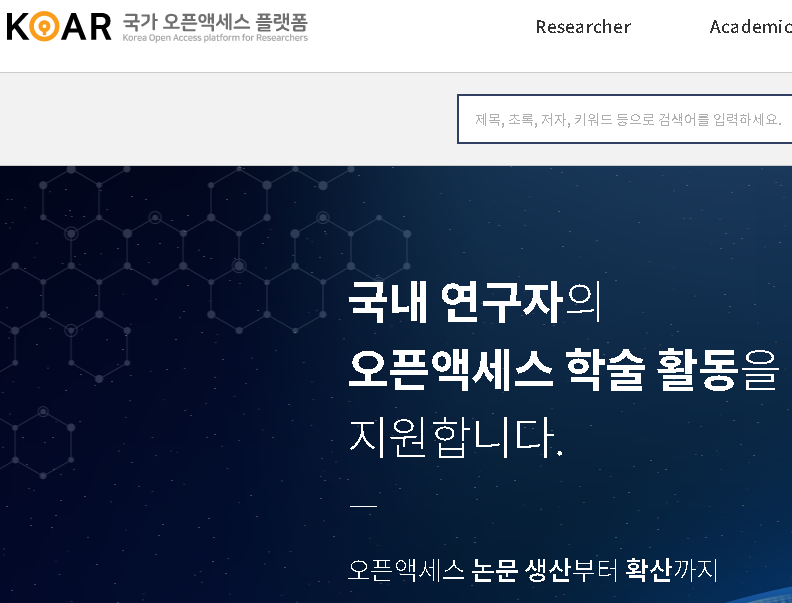 KOAR 국가 오픈액세스 플랫폼
Korea Open Access platform for Researchers
Researcher
제목, 초록, 저자, 키워드 등으로 검색어를 입력하세요.
국내 연구자의
오픈액세스 학술 활동을
지원합니다.
오픈액세스 논문 생산부터 확산까지